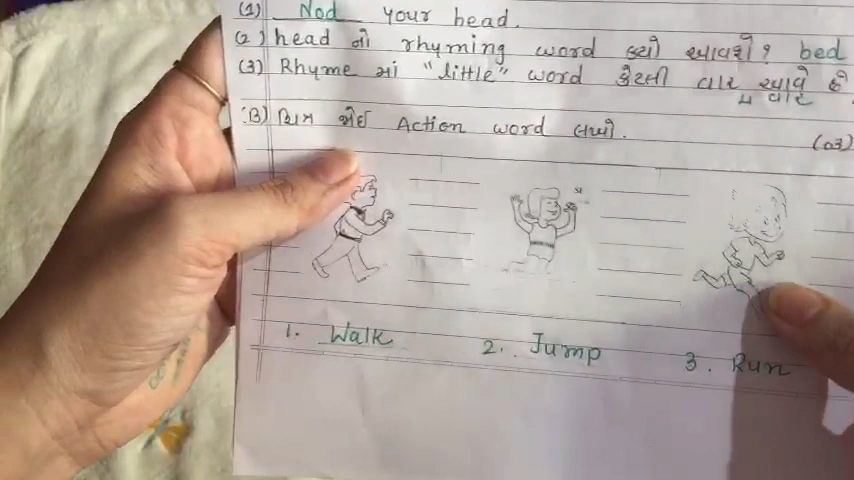 (1) Nod your head.
(2) head નો rhyming word કયો આવશે? bed
(3) Rhyme માં "little" word કેટલી વાર આવે છે
4 વાર
(B) ચિત્ર જોઈ Action word લખો. (03)
1. Walk 2. Jump 3. Run